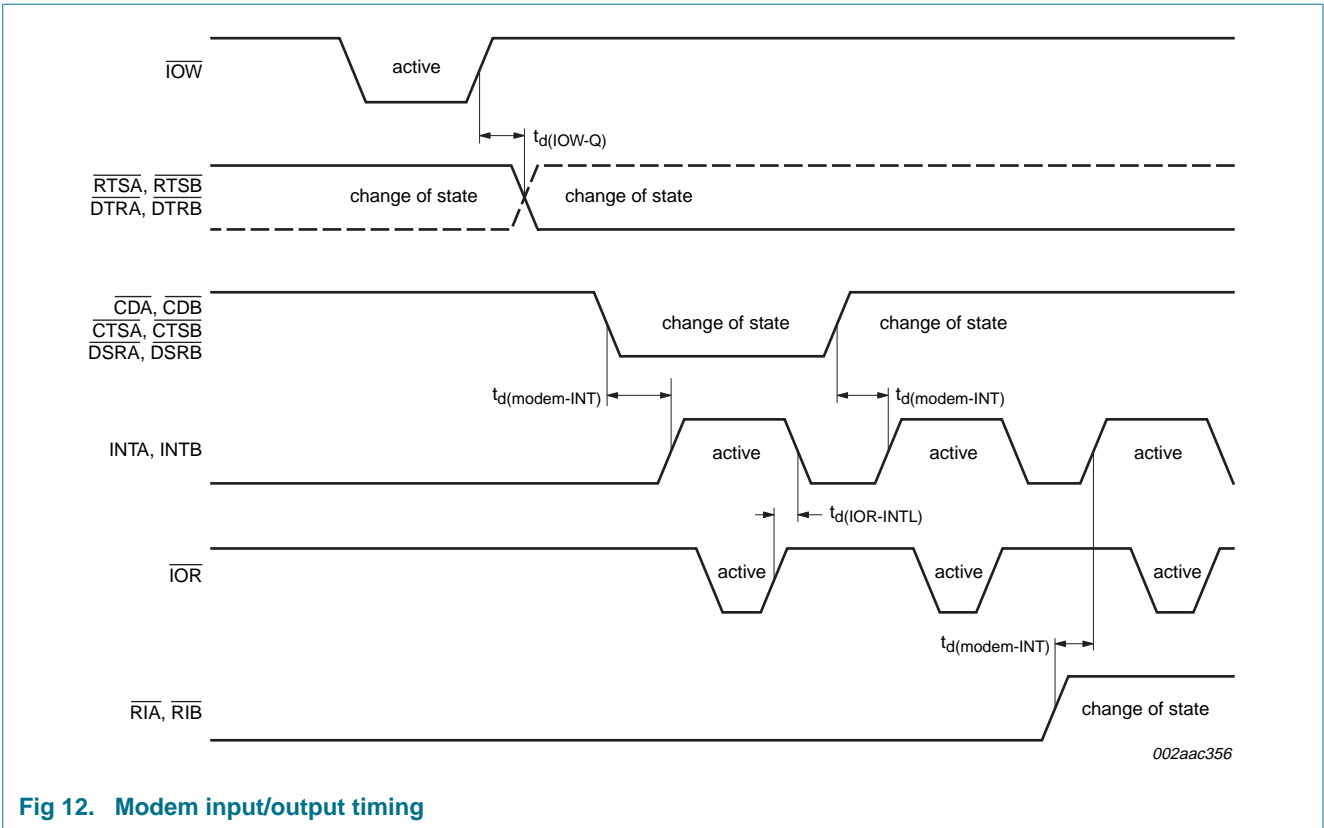 IOW
active
td(IOW-Q)
RTSA, RTSB
DTRA, DTRB
change of state
change of state
CDA, CDB
CTSA, CTSB
DSRA, DSRB
change of state
change of state
td(modem-INT)
td(modem-INT)
INTA, INTB
active
active
active
td(IOR-INTL)
IOR
active
active
active
td(modem-INT)
RIA, RIB
change of state
002aac356
Fig 12. Modem input/output timing